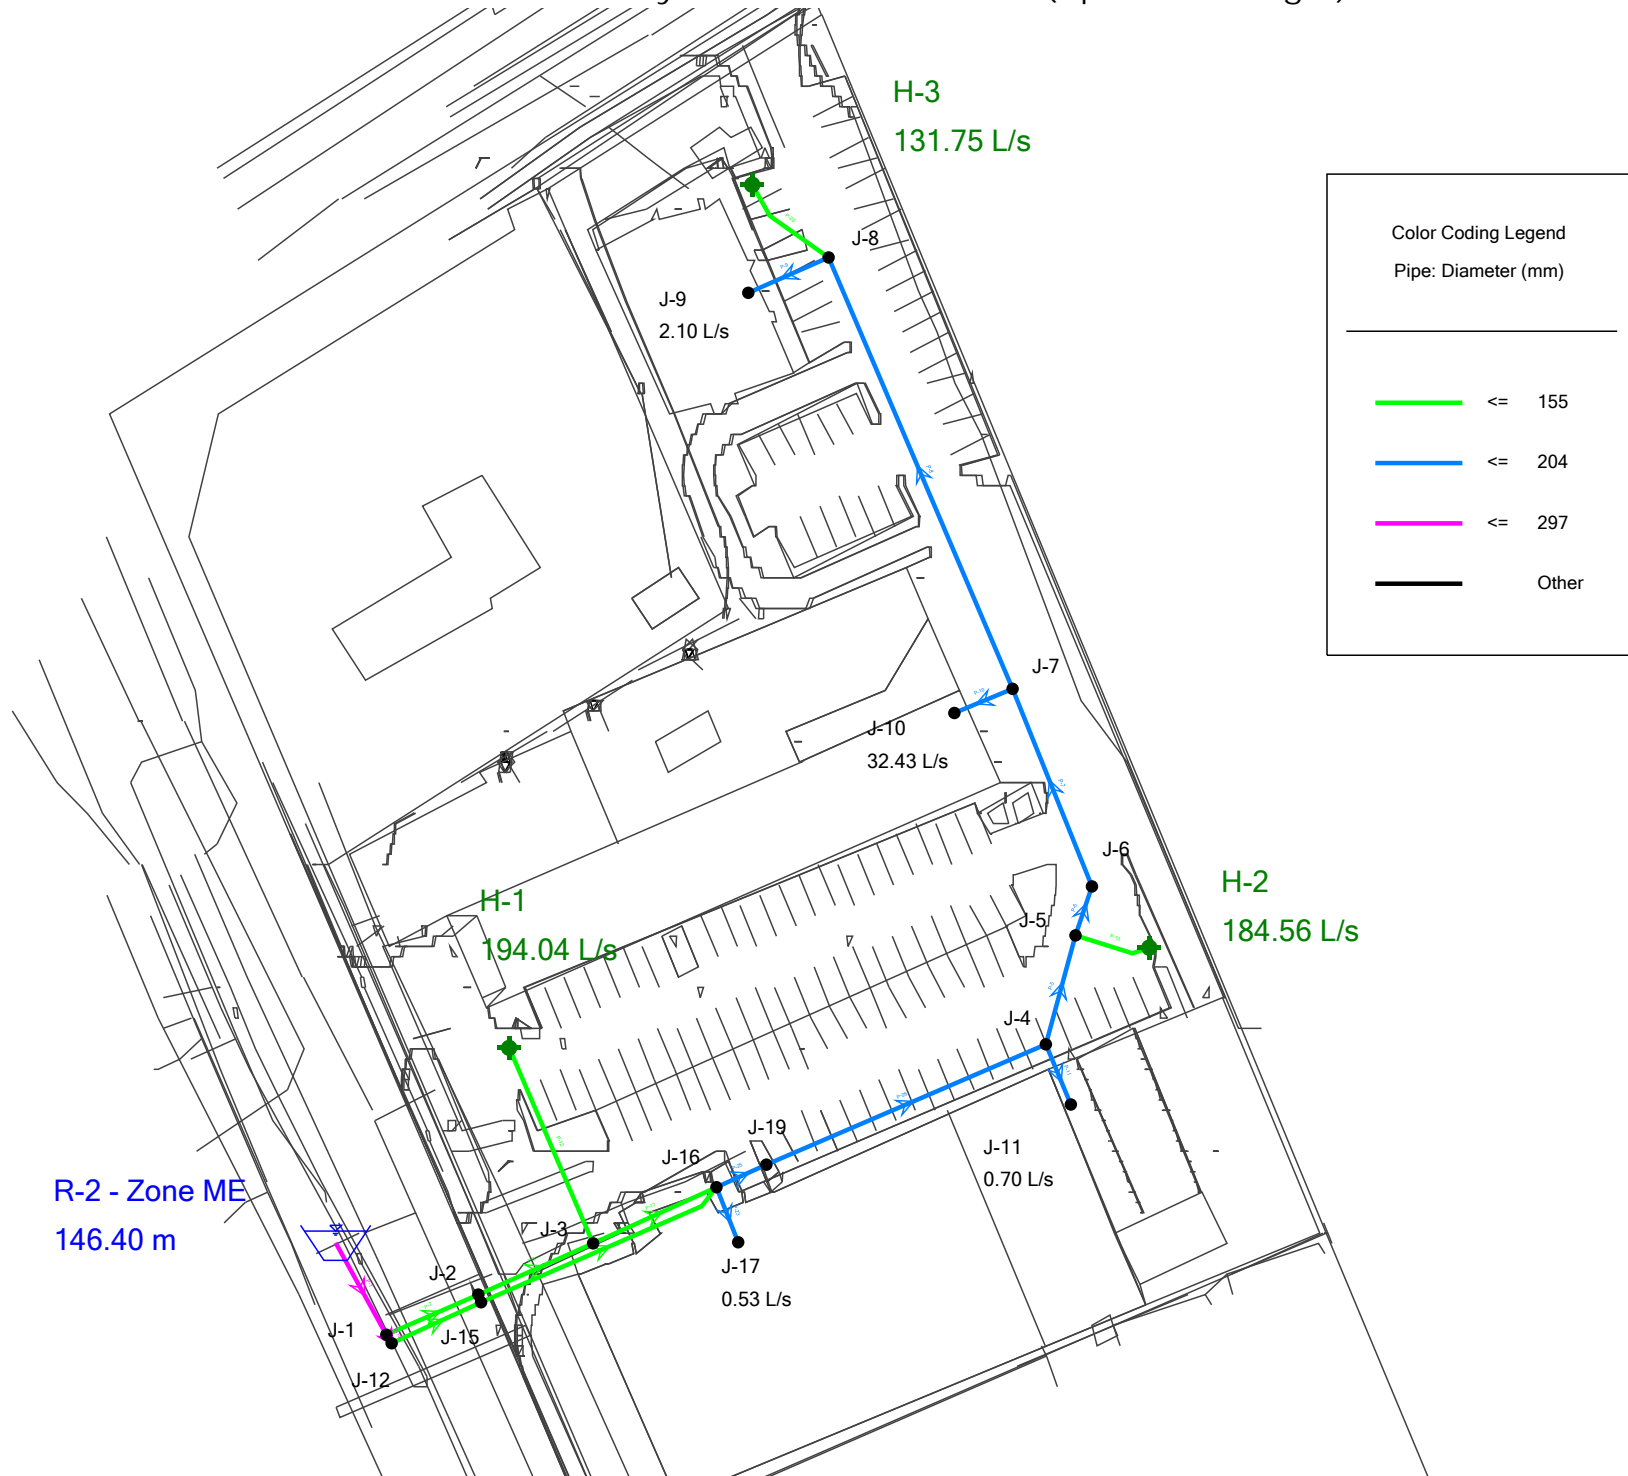 H-3
131.75 L/s
J-8
J-9
2.10 L/s
Color Coding Legend
Pipe: Diameter (mm)
<= 155
<= 204
<= 297
Other
J-7
J-10
32.43 L/s
J-6
H-2
184.56 L/s
J-5
H-1
194.04 L/s
J-4
J-19
J-16
J-11
0.70 L/s
R-2 - Zone ME
146.40 m
J-3
J-2
J-17
0.53 L/s
J-1
J-15
J-12